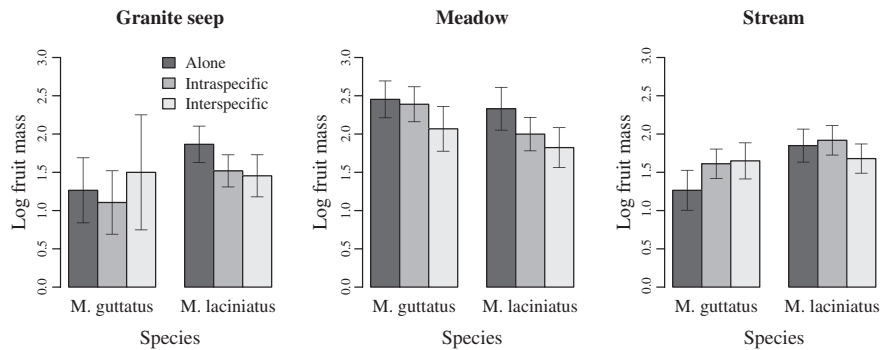 Granite seep
Log fruit mass
0.0 0.5 1.0 1.5 2.0 2.5 3.0
Alone
Intraspecific
Interspecific
M. guttatus M. laciniatus
Species
Meadow
Log fruit mass
0.0 0.5 1.0 1.5 2.0 2.5 3.0
M. guttatus M. laciniatus
Species
Stream
Log fruit mass
0.0 0.5 1.0 1.5 2.0 2.5 3.0
M. guttatus M. laciniatus
Species